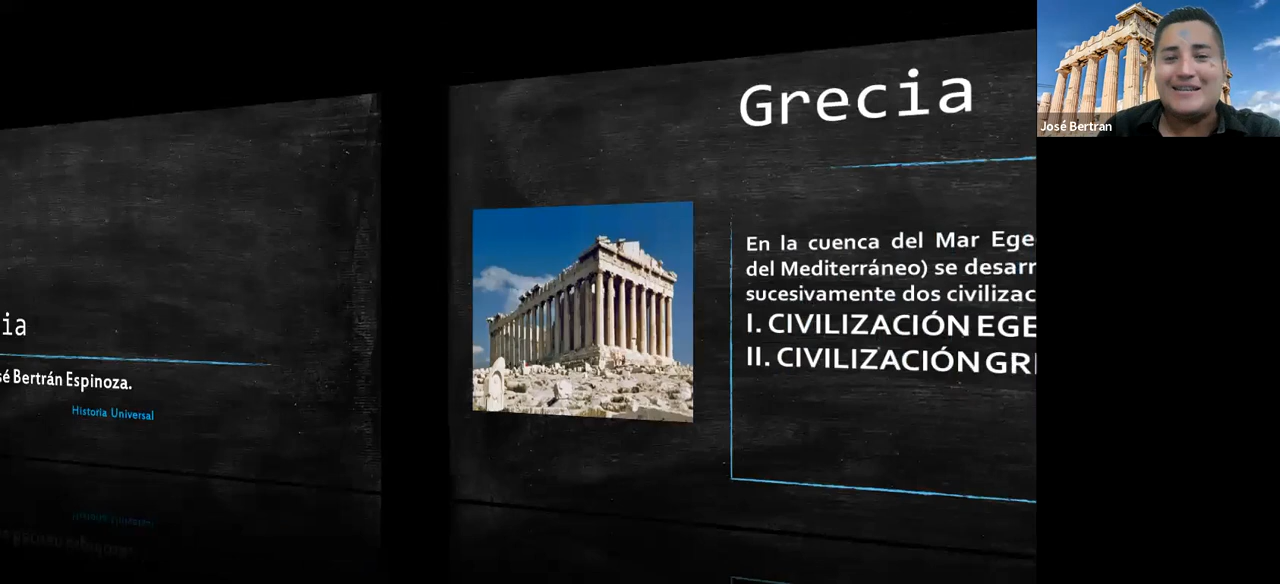 Grecia
En la cuenca del Mar Ege
del Mediterráneo) se desarr
sucesivamente dos civilizac
I. CIVILIZACIÓN EGE
II. CIVILIZACIÓN GRI
ia
sé Bertrán Espinoza.
Historia Universal
José Bertran